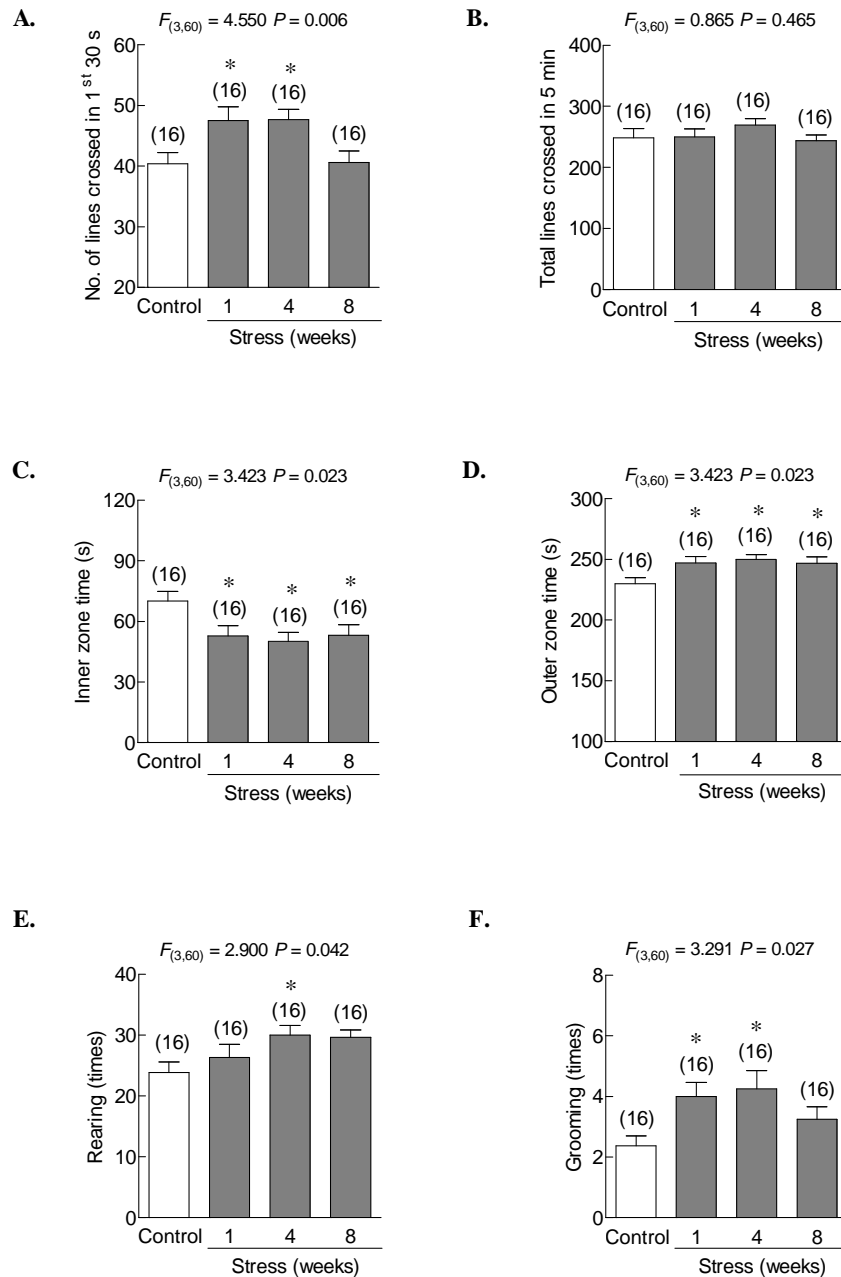 A.
F(3,60) = 4.550 P = 0.006
No. of lines crossed in 1st 30 s
60
50
40
30
20
(16)
*
(16)
*
(16)
(16)
Control 1 4 8
Stress (weeks)
B.
F(3,60) = 0.865 P = 0.465
Total lines crossed in 5 min
400
300
200
100
0
(16) (16) (16) (16)
Control 1 4 8
Stress (weeks)
C.
F(3,60) = 3.423 P = 0.023
Inner zone time (s)
120
90
60
30
0
(16)
* * *
(16) (16) (16)
Control 1 4 8
Stress (weeks)
D.
F(3,60) = 3.423 P = 0.023
Outer zone time (s)
300
250
200
150
100
* * *
(16) (16) (16) (16)
Control 1 4 8
Stress (weeks)
E.
F(3,60) = 2.900 P = 0.042
Rearing (times)
40
30
20
10
0
*
(16) (16) (16) (16)
Control 1 4 8
Stress (weeks)
F.
F(3,60) = 3.291 P = 0.027
Grooming (times)
8
6
4
2
0
* *
(16) (16) (16) (16)
Control 1 4 8
Stress (weeks)